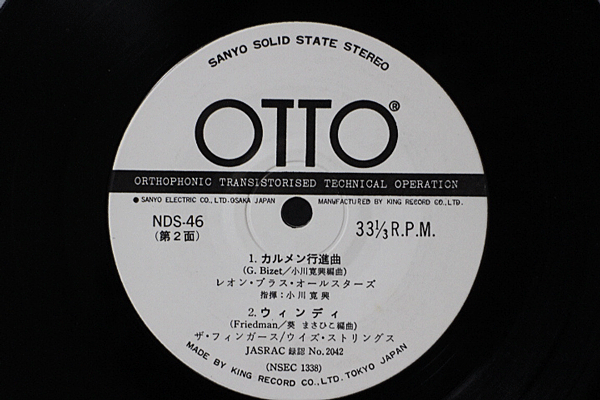 SANYO SOLID STATE STEREO
OTTO®
ORTHOPHONIC TRANSISTORISED TECHNICAL OPERATION
● SANYO ELECTRIC CO., LTD. OSAKA JAPAN MANUFACTURED BY KING RECORD CO., LTD.
NDS-46 33⅓ R.P.M.
(第2面)
1. カルメン行進曲
(G. Bizet/小川寛興編曲)
レオン・ブラス・オールスターズ
指揮:小川寛興
2. ウィンディ
(Friedman/葵 まさひこ編曲)
ザ・フィンガース/ウイズ・ストリングス
JASRAC 録認 No. 2042
(NSEC 1338)
MADE BY KING RECORD CO., LTD. TOKYO JAPAN